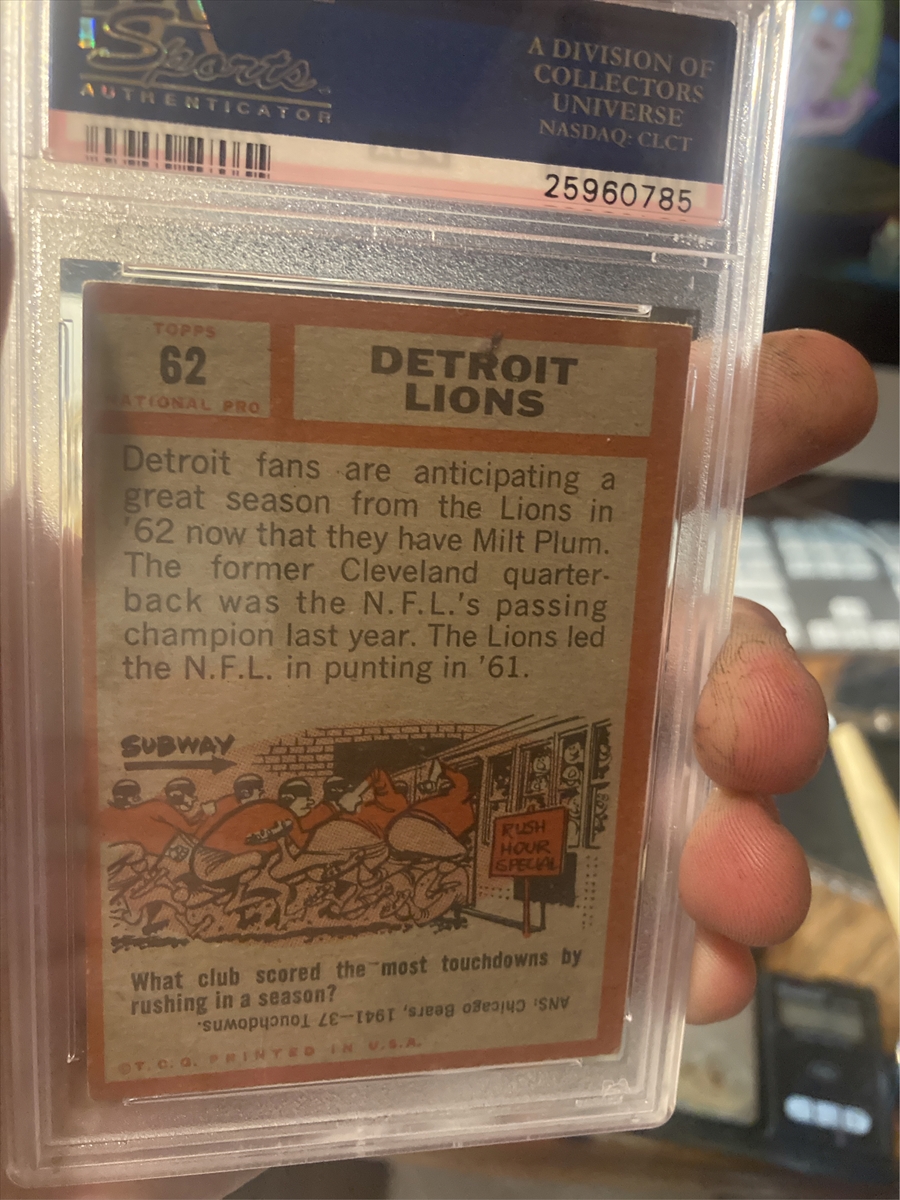 Sports
AUTHENTICATOR
A DIVISION OF
COLLECTORS
UNIVERSE
NASDAQ: CLCT
25960785
TOPPS
62
NATIONAL PRO
DETROIT
LIONS
Detroit fans are anticipating a
great season from the Lions in
'62 now that they have Milt Plum.
The former Cleveland quarter-
back was the N.F.L.'s passing
champion last year. The Lions led
the N.F.L. in punting in '61.
SUBWAY
RUSH
HOUR
SPECIAL
What club scored the most touchdowns by
rushing in a season?
ANS: Chicago Bears, 1941—37 Touchdowns.
©T. C. G. PRINTED IN U.S.A.